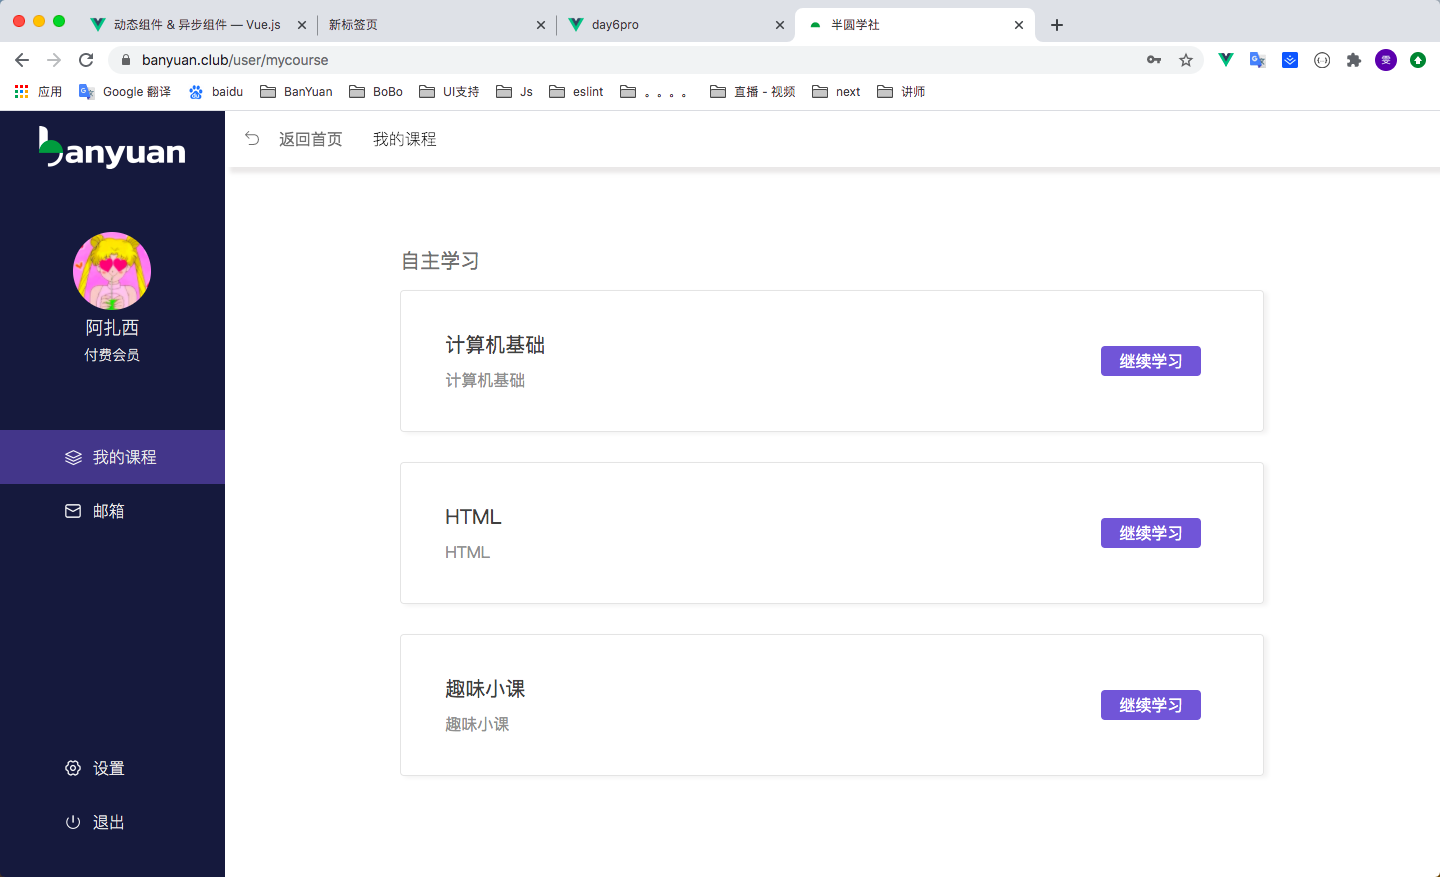 动态组件 & 异步组件 — Vue.js
新标签页
day6pro
半圆学社
banyuan.club/user/mycourse
雯
应用
Google 翻译
baidu
BanYuan
BoBo
UI支持
Js
eslint
。。。。
直播 - 视频
next
讲师
banyuan
返回首页
我的课程
阿扎西
付费会员
我的课程
邮箱
设置
退出
自主学习
计算机基础
计算机基础
继续学习
HTML
HTML
继续学习
趣味小课
趣味小课
继续学习